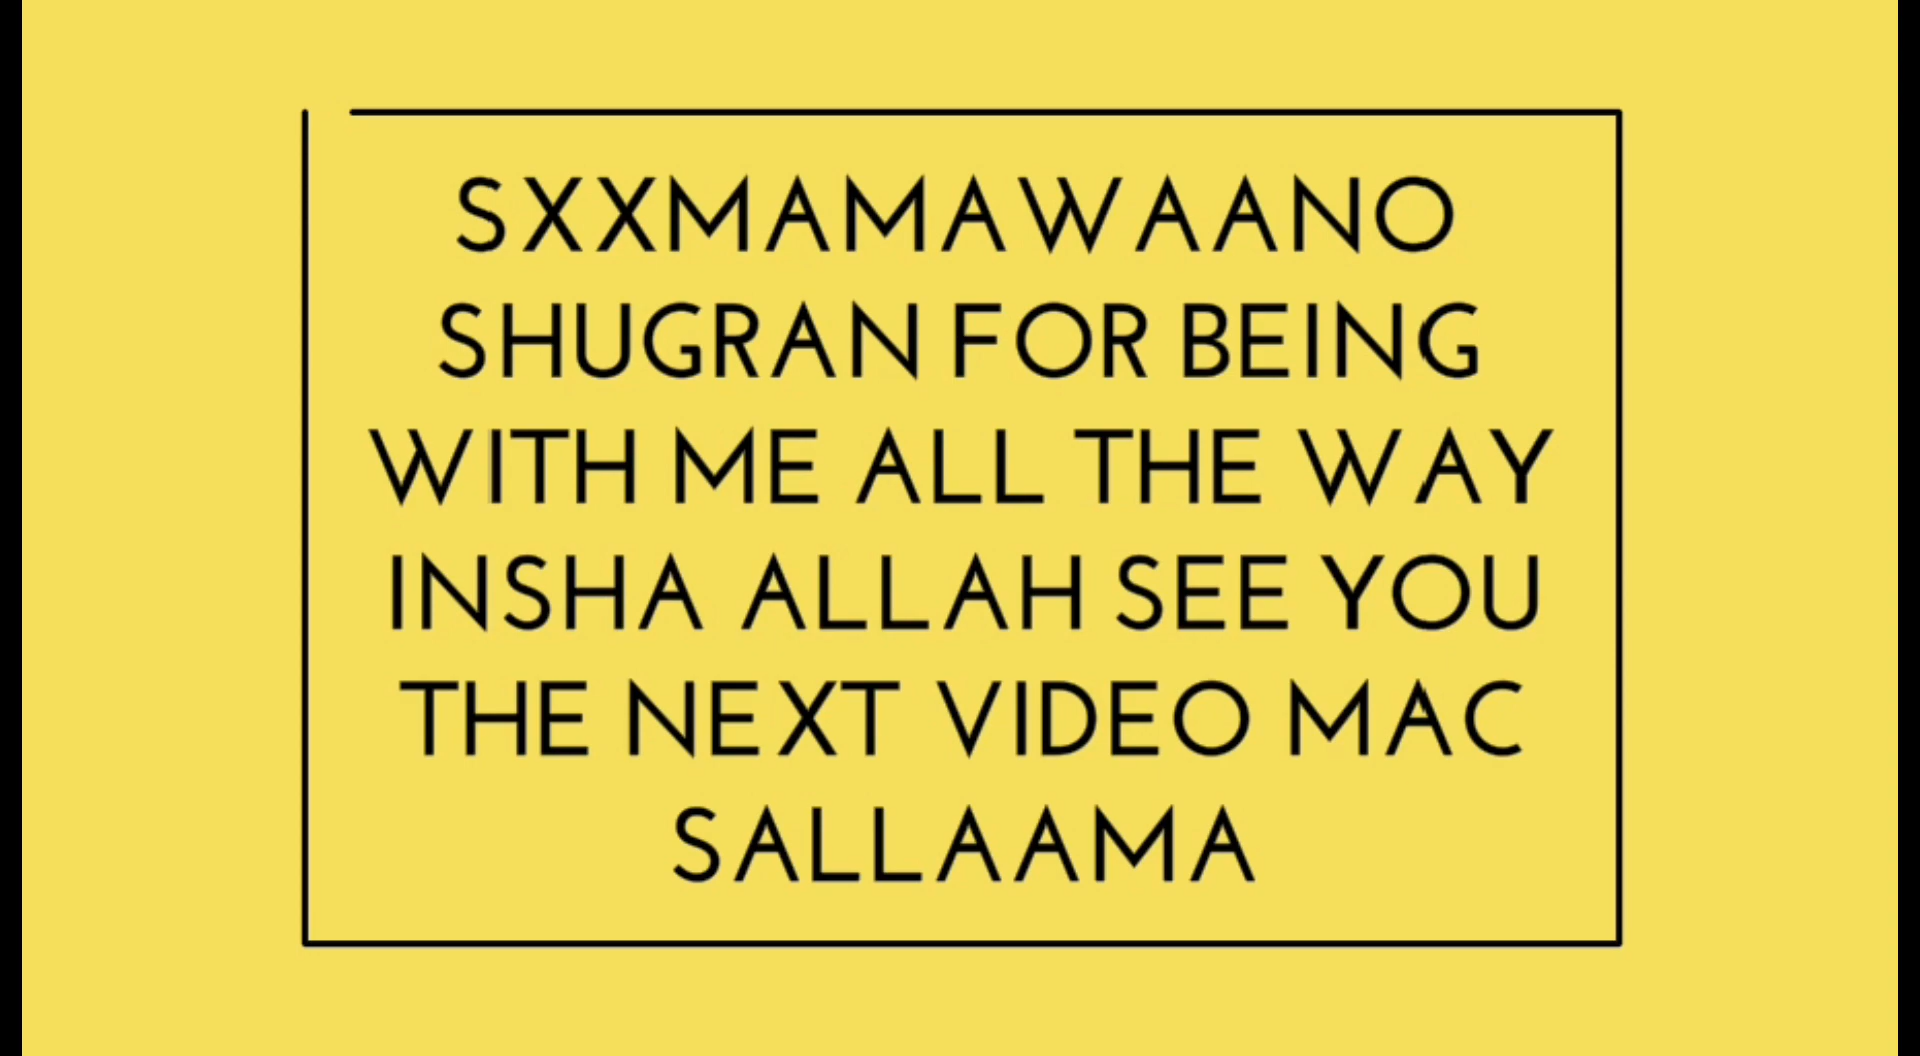 SXXMAMAWAANO
SHUGRAN FOR BEING
WITH ME ALL THE WAY
INSHA ALLAH SEE YOU
THE NEXT VIDEO MAC
SALLAAMA